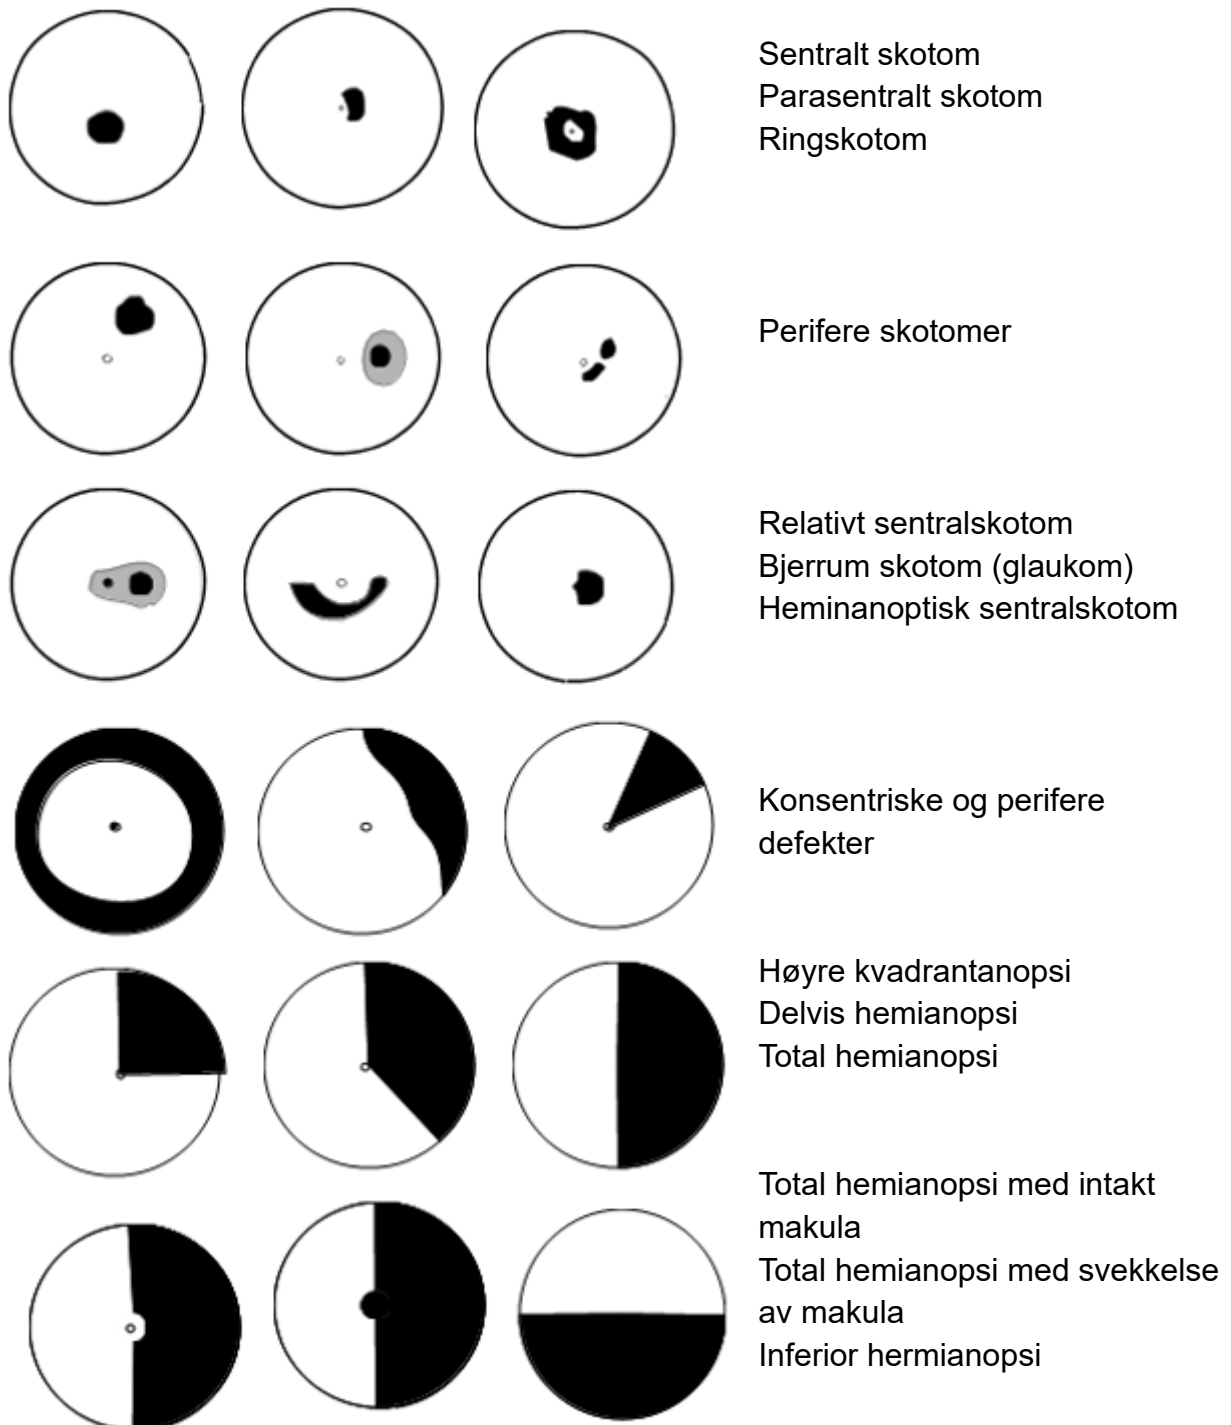 Sentralt skotom
Parasentralt skotom
Ringskotom
Perifere skotomer
Relativt sentralskotom
Bjerrum skotom (glaukom)
Heminanoptisk sentralskotom
Konsentriske og perifere
defekter
Høyre kvadrantanopsi
Delvis hemianopsi
Total hemianopsi
Total hemianopsi med intakt
makula
Total hemianopsi med svekkelse
av makula
Inferior hermianopsi